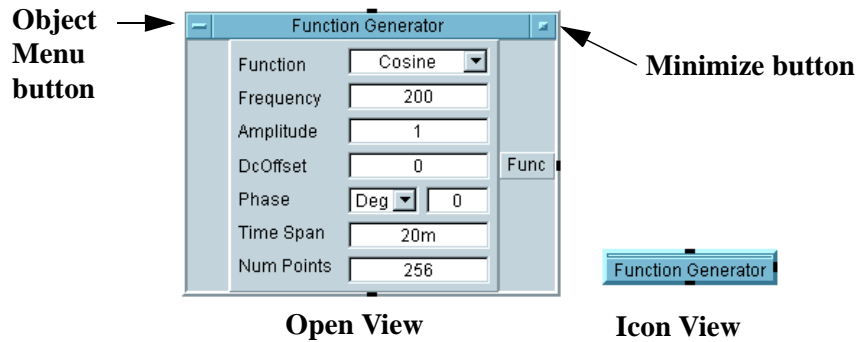 Object
Menu
button
Function Generator
Minimize button
Function Cosine
Frequency 200
Amplitude 1
DcOffset 0
Func
Phase Deg 0
Time Span 20m
Num Points 256
Function Generator
Open View
Icon View